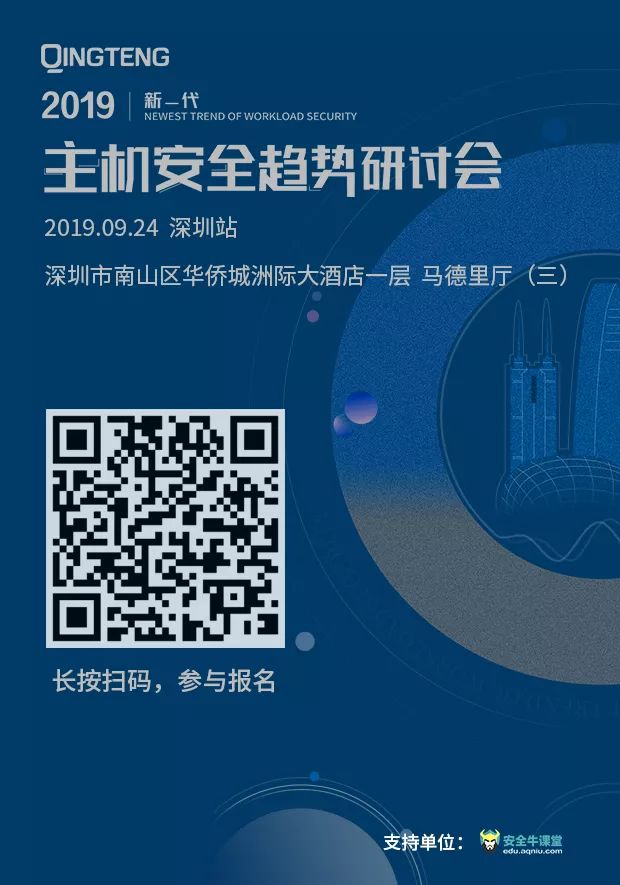 QINGTENG
2019 新一代
NEWEST TREND OF WORKLOAD SECURITY
主机安全趋势研讨会
2019.09.24 深圳站
深圳市南山区华侨城洲际大酒店一层 马德里厅（三）
长按扫码，参与报名
支持单位： 安全牛课堂
edu.aqniu.com